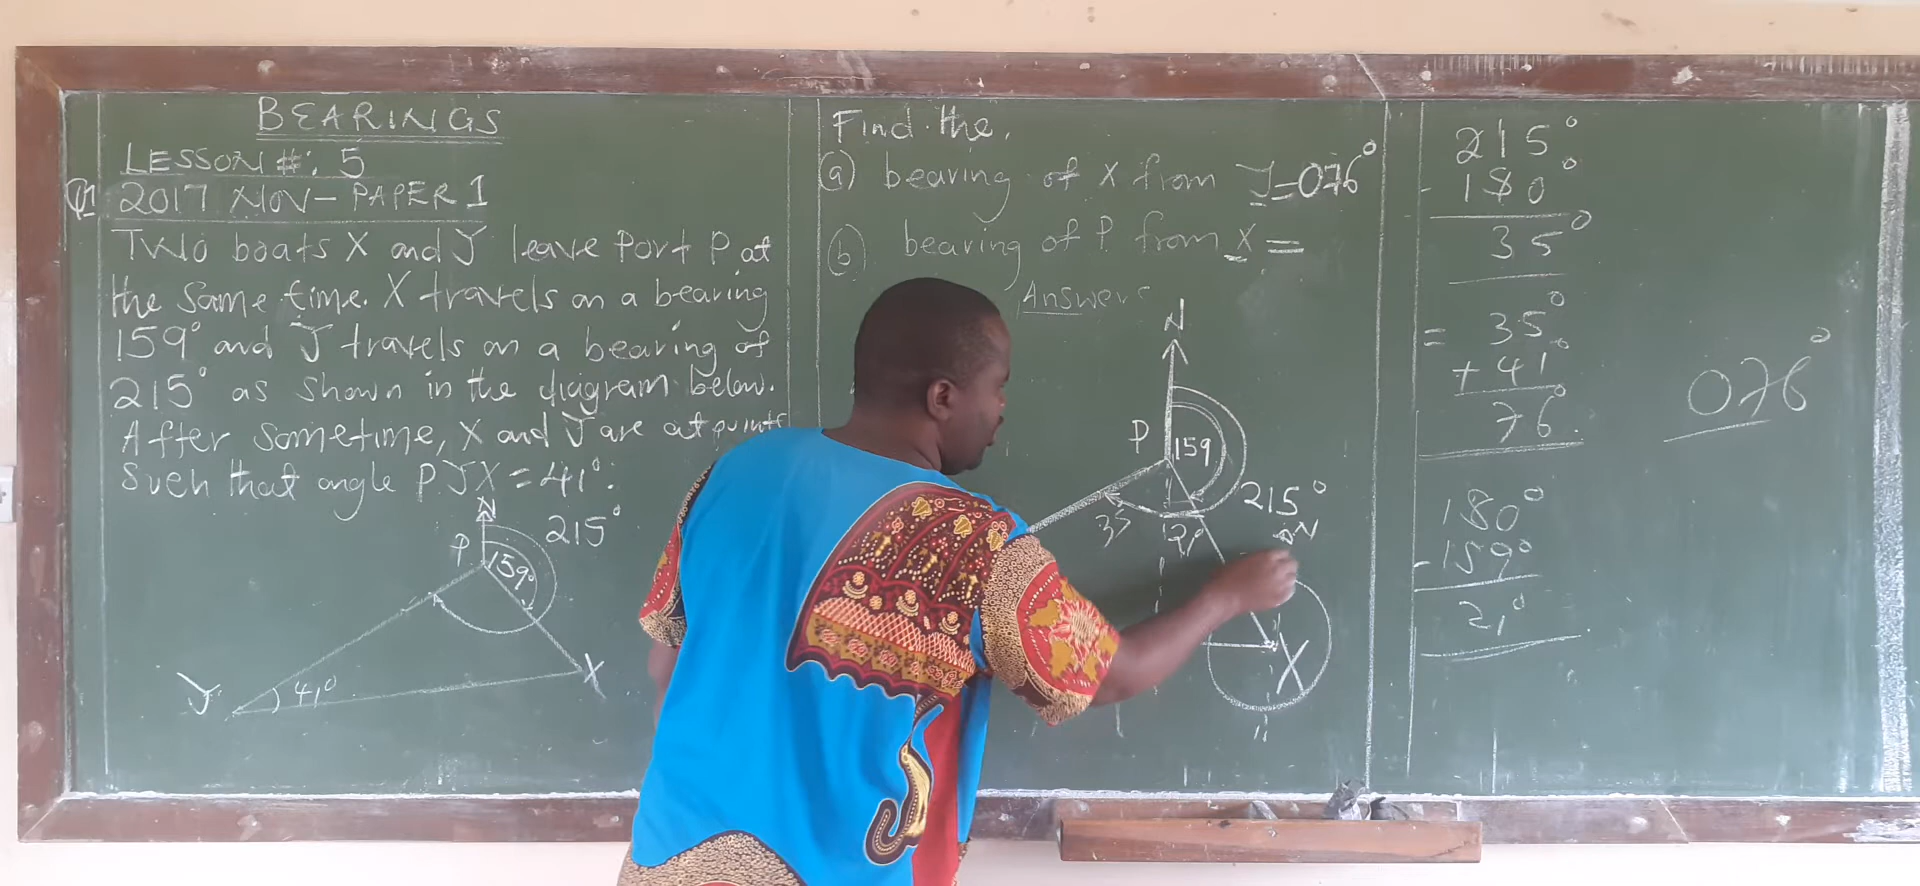 BEARINGS
LESSON #: 5
Q1 2017 NOV - PAPER 1
Two boats X and J leave Port P at
the same time. X travels on a bearing
159° and J travels on a bearing of
215° as shown in the diagram below.
After sometime, X and J are at points
Such that angle PJX = 41°:
N
P
215°
159°
J
41°
X
Find the,
(a) bearing of X from J = 076°
(b) bearing of P from X =
Answers
N
P
159
215°
35
21°
N
X
215°
- 180°
35°
= 35°
+ 41°
76°
180°
- 159°
21°
076°